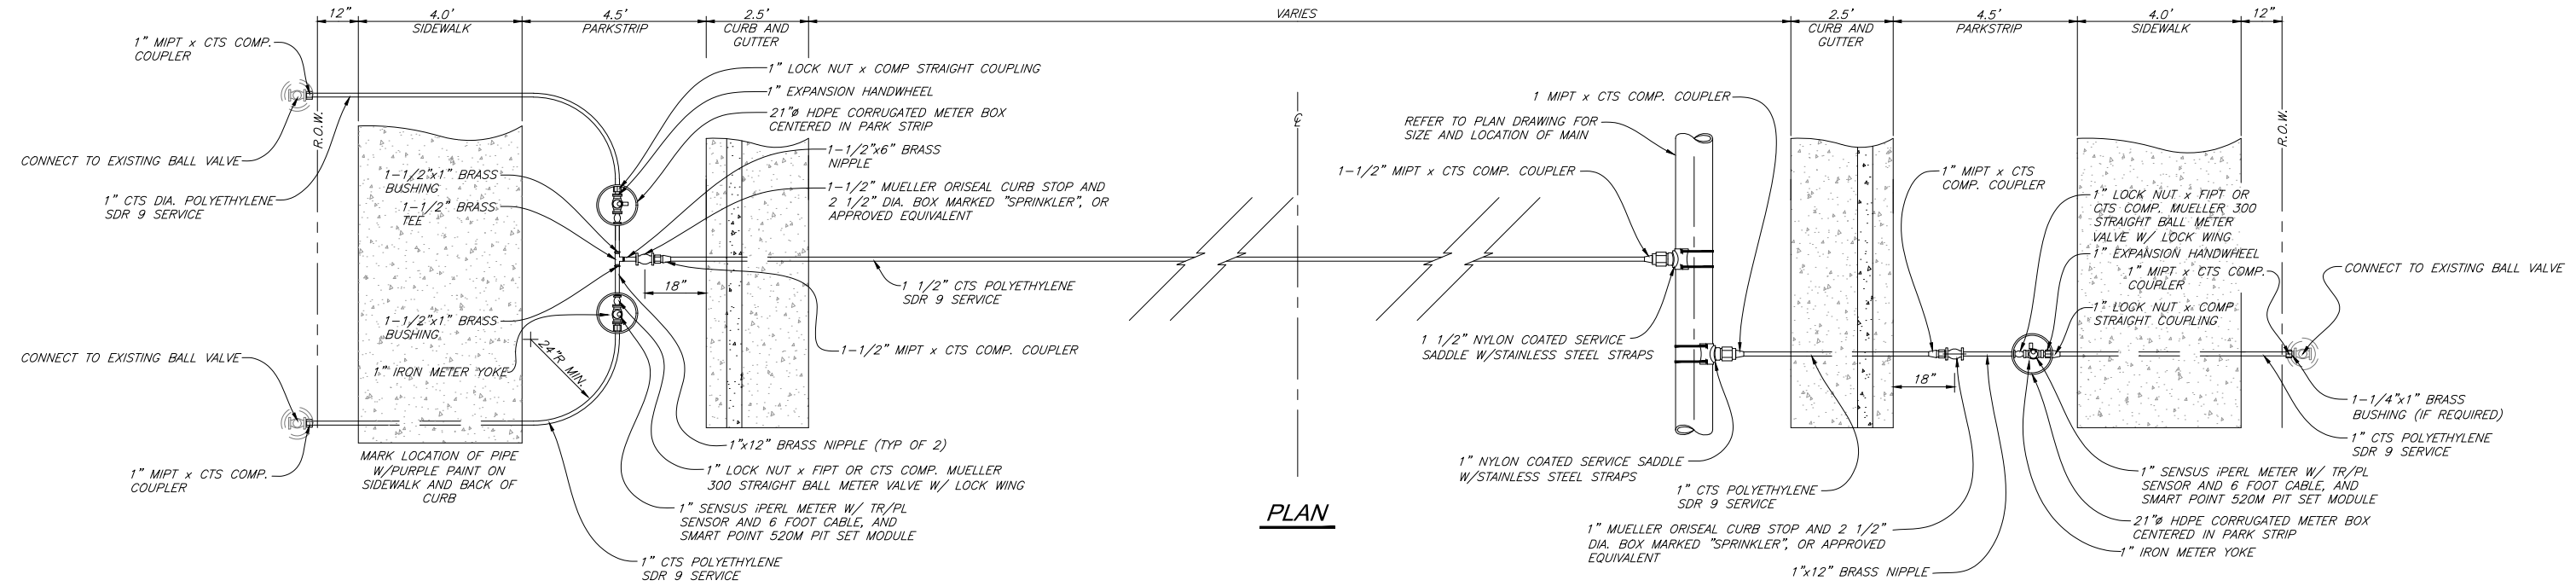 12"
4.0'
SIDEWALK
4.5'
PARKSTRIP
2.5'
CURB AND
GUTTER
VARIES
2.5'
CURB AND
GUTTER
4.5'
PARKSTRIP
4.0'
SIDEWALK
12"
1" MIPT x CTS COMP.
COUPLER
R.O.W.
CONNECT TO EXISTING BALL VALVE
1" CTS DIA. POLYETHYLENE
SDR 9 SERVICE
1-1/2"x1" BRASS
BUSHING
1-1/2" BRASS
TEE
1-1/2"x1" BRASS
BUSHING
CONNECT TO EXISTING BALL VALVE
1" IRON METER YOKE
24"R MIN.
1" MIPT x CTS COMP.
COUPLER
MARK LOCATION OF PIPE
W/PURPLE PAINT ON
SIDEWALK AND BACK OF
CURB
1" LOCK NUT x COMP STRAIGHT COUPLING
1" EXPANSION HANDWHEEL
21"ø HDPE CORRUGATED METER BOX
CENTERED IN PARK STRIP
1-1/2"x6" BRASS
NIPPLE
1-1/2" MUELLER ORISEAL CURB STOP AND
2 1/2" DIA. BOX MARKED "SPRINKLER", OR
APPROVED EQUIVALENT
18"
1 1/2" CTS POLYETHYLENE
SDR 9 SERVICE
1-1/2" MIPT x CTS COMP. COUPLER
1"x12" BRASS NIPPLE (TYP OF 2)
1" LOCK NUT x FIPT OR CTS COMP. MUELLER
300 STRAIGHT BALL METER VALVE W/ LOCK WING
1" SENSUS iPERL METER W/ TR/PL
SENSOR AND 6 FOOT CABLE, AND
SMART POINT 520M PIT SET MODULE
1" CTS POLYETHYLENE
SDR 9 SERVICE
℄
PLAN
1 MIPT x CTS COMP. COUPLER
REFER TO PLAN DRAWING FOR
SIZE AND LOCATION OF MAIN
1-1/2" MIPT x CTS COMP. COUPLER
1 1/2" NYLON COATED SERVICE
SADDLE W/STAINLESS STEEL STRAPS
1" NYLON COATED SERVICE SADDLE
W/STAINLESS STEEL STRAPS
1" CTS POLYETHYLENE
SDR 9 SERVICE
1" MUELLER ORISEAL CURB STOP AND 2 1/2"
DIA. BOX MARKED "SPRINKLER", OR APPROVED
EQUIVALENT
1"x12" BRASS NIPPLE
1" MIPT x CTS
COMP. COUPLER
18"
1" LOCK NUT x FIPT OR
CTS COMP. MUELLER 300
STRAIGHT BALL METER
VALVE W/ LOCK WING
1" EXPANSION HANDWHEEL
1" MIPT x CTS COMP.
COUPLER
1" LOCK NUT x COMP
STRAIGHT COUPLING
R.O.W.
CONNECT TO EXISTING BALL VALVE
1-1/4"x1" BRASS
BUSHING (IF REQUIRED)
1" CTS POLYETHYLENE
SDR 9 SERVICE
1" SENSUS iPERL METER W/ TR/PL
SENSOR AND 6 FOOT CABLE, AND
SMART POINT 520M PIT SET MODULE
21"ø HDPE CORRUGATED METER BOX
CENTERED IN PARK STRIP
1" IRON METER YOKE